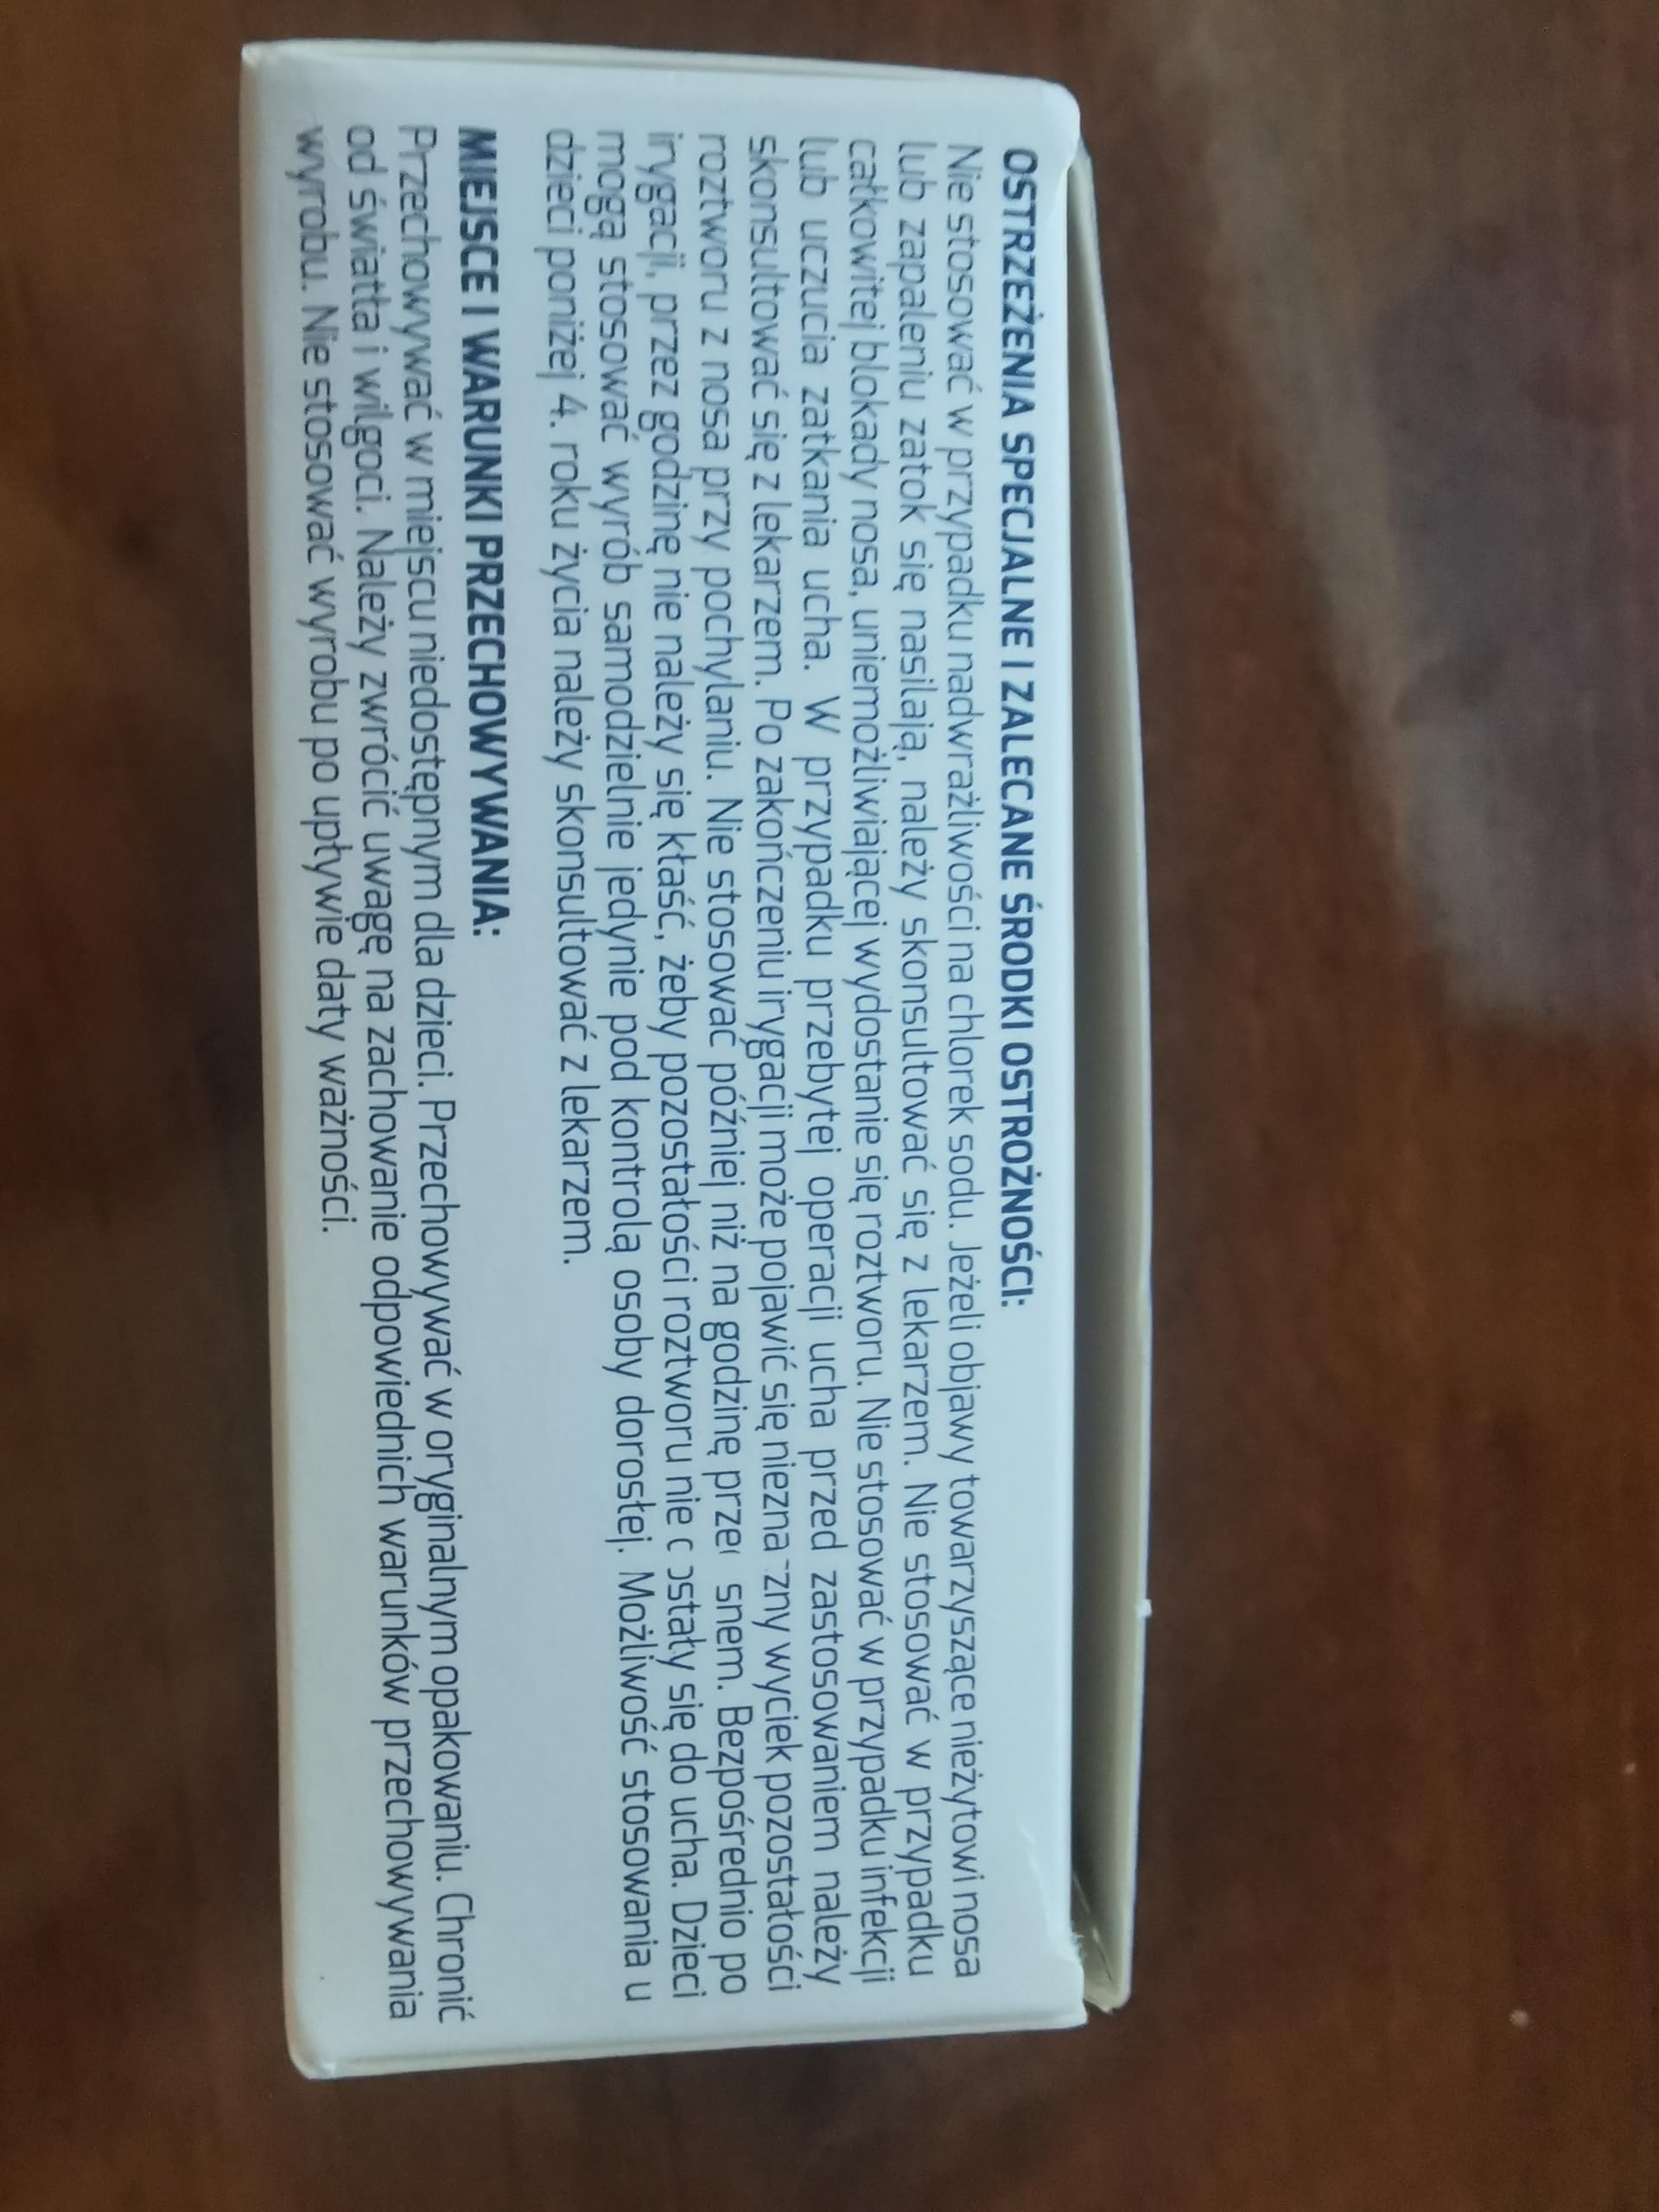 OSTRZEŻENIA SPECJALNE I ZALECANE ŚRODKI OSTROŻNOŚCI:
Nie stosować w przypadku nadwrażliwości na chlorek sodu. Jeżeli objawy towarzyszące nieżytowi nosa
lub zapaleniu zatok się nasilają, należy skonsultować się z lekarzem. Nie stosować w przypadku
całkowitej blokady nosa, uniemożliwiającej wydostanie się roztworu. Nie stosować w przypadku infekcji
lub uczucia zatkania ucha. W przypadku przebytej operacji ucha przed zastosowaniem należy
skonsultować się z lekarzem. Po zakończeniu irygacji może pojawić się niezna zny wyciek pozostałości
roztworu z nosa przy pochylaniu. Nie stosować później niż na godzinę prze snem. Bezpośrednio po
irygacji, przez godzinę nie należy się kłaść, żeby pozostałości roztworu nie ostały się do ucha. Dzieci
mogą stosować wyrób samodzielnie jedynie pod kontrolą osoby dorosłej. Możliwość stosowania u
dzieci poniżej 4. roku życia należy skonsultować z lekarzem.
MIEJSCE I WARUNKI PRZECHOWYWANIA:
Przechowywać w miejscu niedostępnym dla dzieci. Przechowywać w oryginalnym opakowaniu. Chronić
od światła i wilgoci. Należy zwrócić uwagę na zachowanie odpowiednich warunków przechowywania
wyrobu. Nie stosować wyrobu po upływie daty ważności.